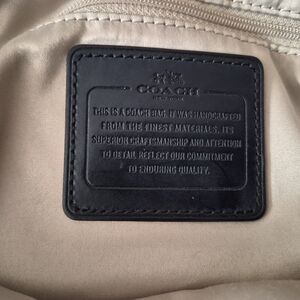 COACH
NEW YORK
THIS IS A COACH BAG. IT WAS HANDCRAFTED
FROM THE FINEST MATERIALS. ITS
SUPERIOR CRAFTSMANSHIP AND ATTENTION
TO DETAIL REFLECT OUR COMMITMENT
TO ENDURING QUALITY.